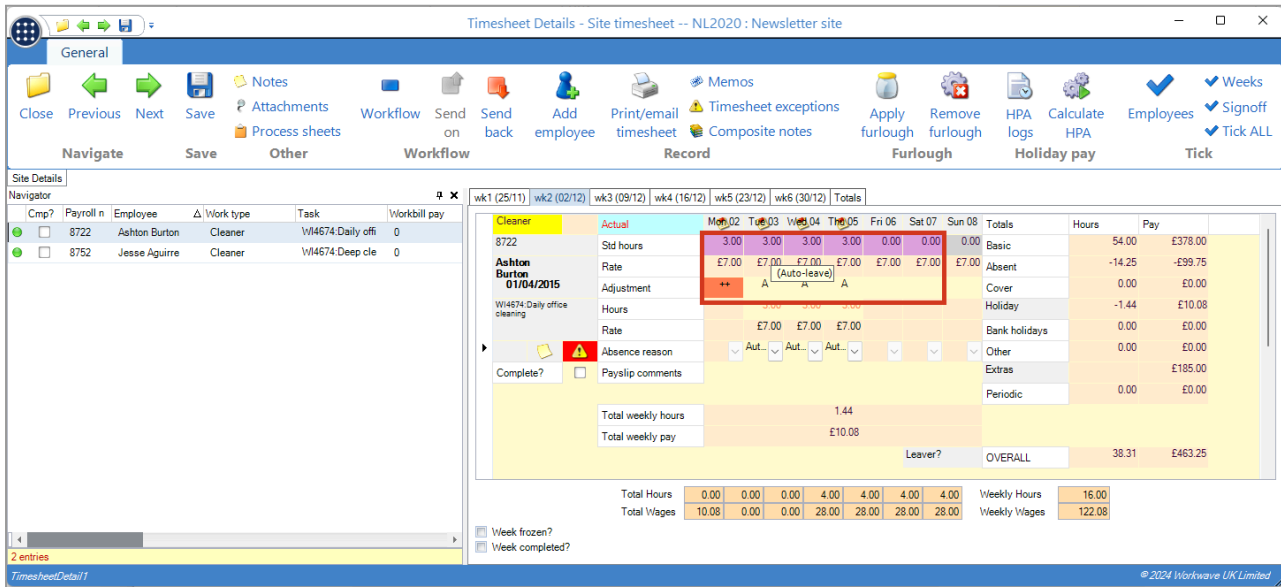 Timesheet Details - Site timesheet -- NL2020 : Newsletter site
General
Close Previous Next Save Notes Attachments Process sheets Workflow Send on Send back Add employee Print/email timesheet Memos Timesheet exceptions Composite notes Apply furlough Remove furlough HPA logs Calculate HPA Employees Weeks Signoff Tick ALL
Navigate Save Other Workflow Record Furlough Holiday pay Tick
Site Details
Navigator
Cmp? Payroll n Employee Work type Task Workbill pay
8722 Ashton Burton Cleaner WI4674:Daily offi 0
8752 Jesse Aguirre Cleaner WI4674:Deep cle 0
2 entries
wk1 (25/11) wk2 (02/12) wk3 (09/12) wk4 (16/12) wk5 (23/12) wk6 (30/12) Totals
Cleaner Actual Mon 02 Tue 03 Wed 04 Thu 05 Fri 06 Sat 07 Sun 08 Totals Hours Pay
8722 Std hours 3.00 3.00 3.00 3.00 0.00 0.00 0.00 Basic 54.00 £378.00
Ashton Burton Rate £7.00 £7.00 £7.00 £7.00 £7.00 £7.00 £7.00 Absent -14.25 -£99.75
(Auto-leave)
01/04/2015 Adjustment ++ A A A Cover 0.00 £0.00
WI4674:Daily office cleaning Hours 3.00 3.00 3.00 Holiday -1.44 £10.08
Rate £7.00 £7.00 £7.00 Bank holidays 0.00 £0.00
Absence reason Aut... Aut... Aut... Other 0.00 £0.00
Complete? Payslip comments Extras £185.00
Periodic 0.00 £0.00
Total weekly hours 1.44
Total weekly pay £10.08
Leaver? OVERALL 38.31 £463.25
Total Hours 0.00 0.00 0.00 4.00 4.00 4.00 4.00 Weekly Hours 16.00
Total Wages 10.08 0.00 0.00 28.00 28.00 28.00 28.00 Weekly Wages 122.08
Week frozen?
Week completed?
TimesheetDetail1
© 2024 Workwave UK Limited